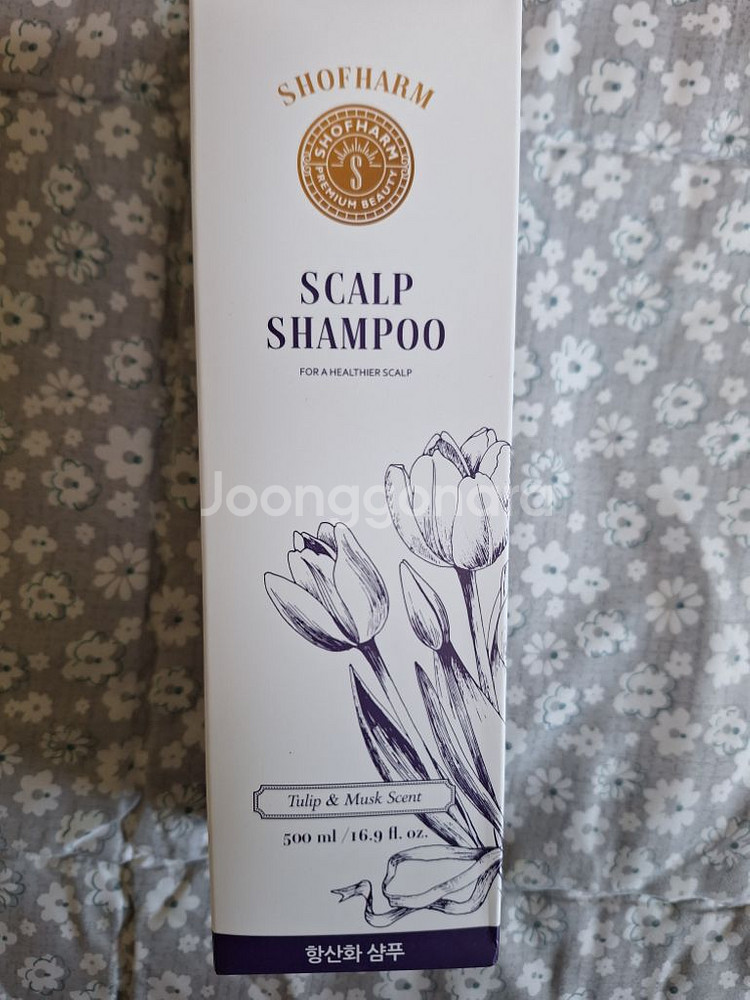 SHOFHARM
SHOFHARM
S
PREMIUM BEAUTY
SCALP
SHAMPOO
FOR A HEALTHIER SCALP
Joonggonara
Tulip & Musk Scent
500 ml / 16.9 fl. oz.
항산화 샴푸